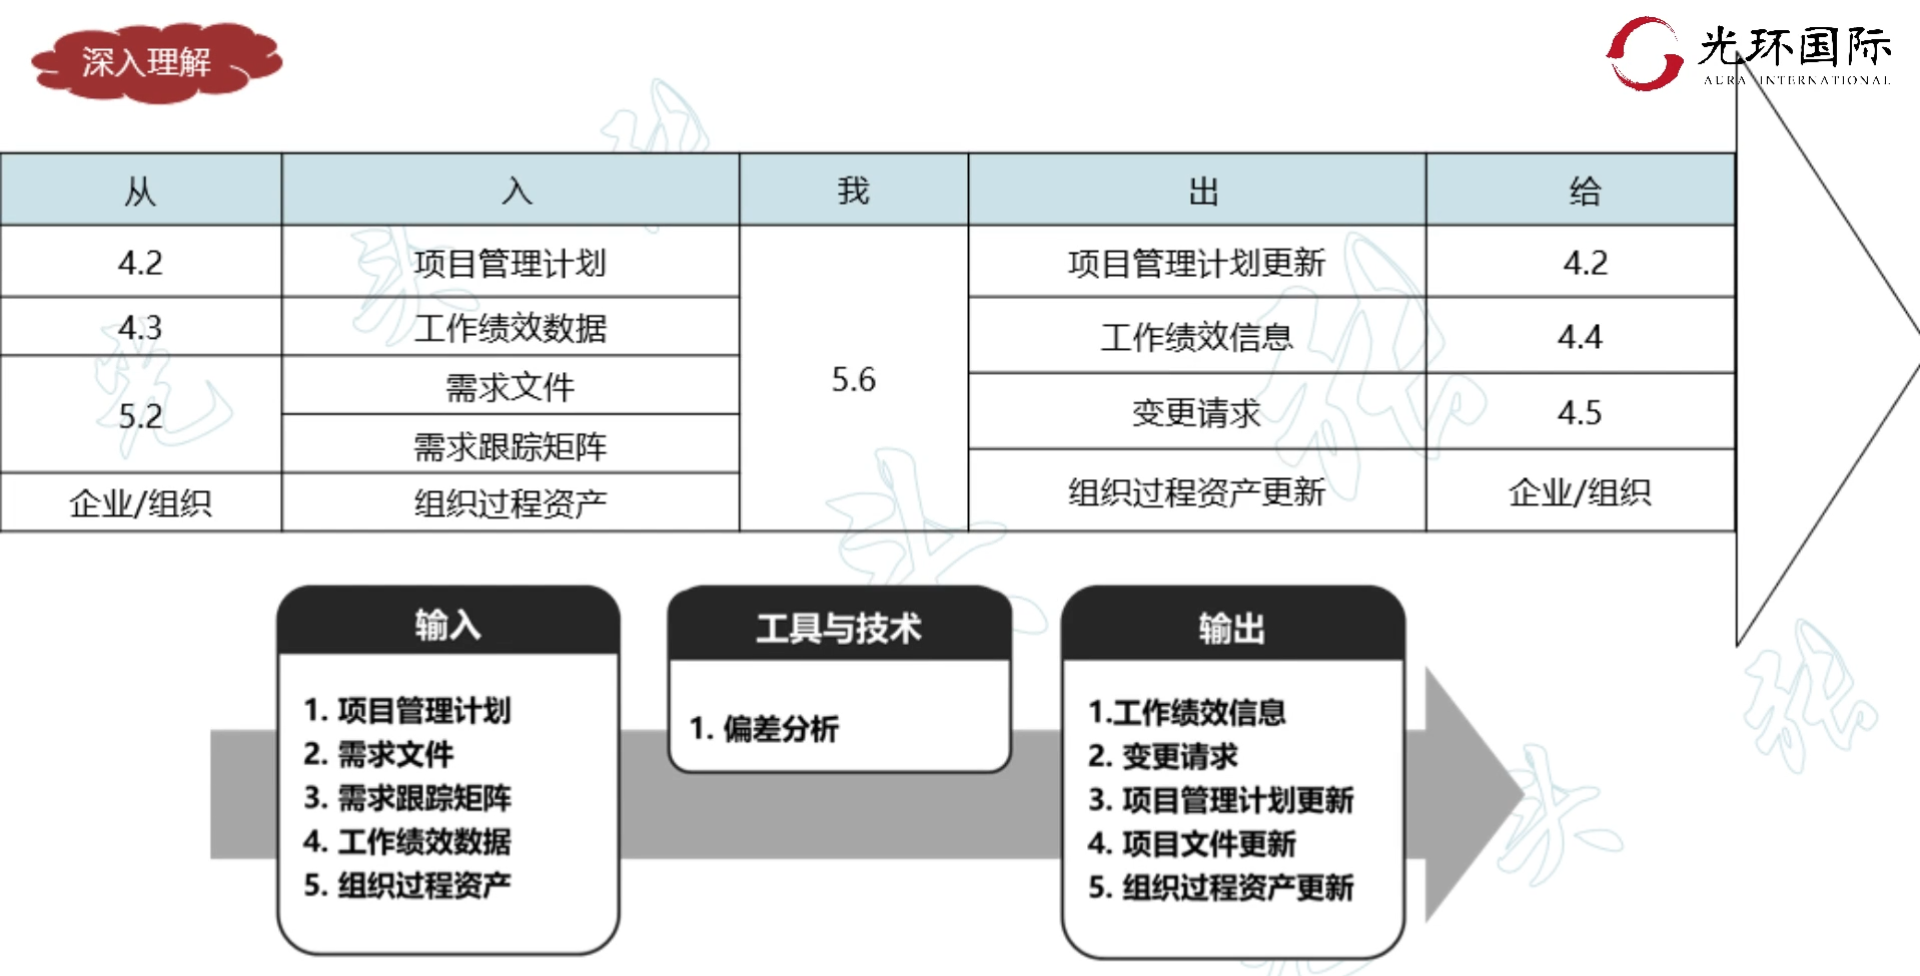 深入理解
光环国际
AURA INTERNATIONAL
从 入 我 出 给
4.2 项目管理计划 项目管理计划更新 4.2
4.3 工作绩效数据 工作绩效信息 4.4
5.2 需求文件 5.6 变更请求 4.5
需求跟踪矩阵
企业/组织 组织过程资产 组织过程资产更新 企业/组织
输入
1. 项目管理计划
2. 需求文件
3. 需求跟踪矩阵
4. 工作绩效数据
5. 组织过程资产
工具与技术
1. 偏差分析
输出
1.工作绩效信息
2. 变更请求
3. 项目管理计划更新
4. 项目文件更新
5. 组织过程资产更新